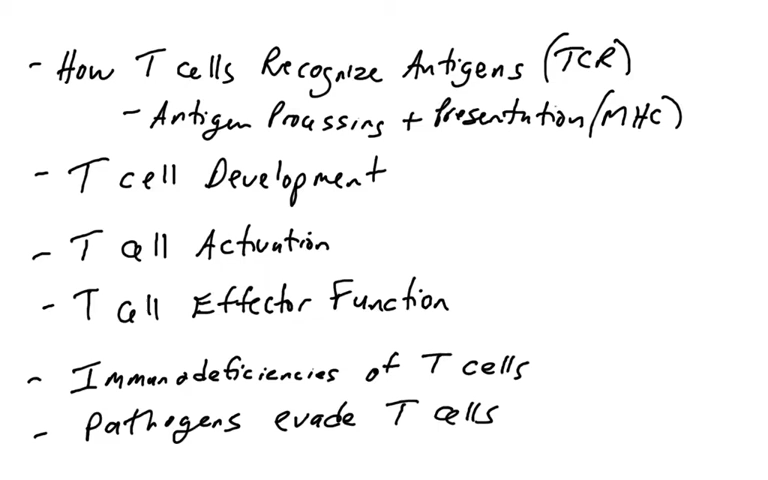 - How T cells Recognize Antigens (TCR)
- Antigen Processing + Presentation (MHC)
- T cell Development
- T cell Activation
- T cell Effector Function
- Immunodeficiencies of T cells
- Pathogens evade T cells